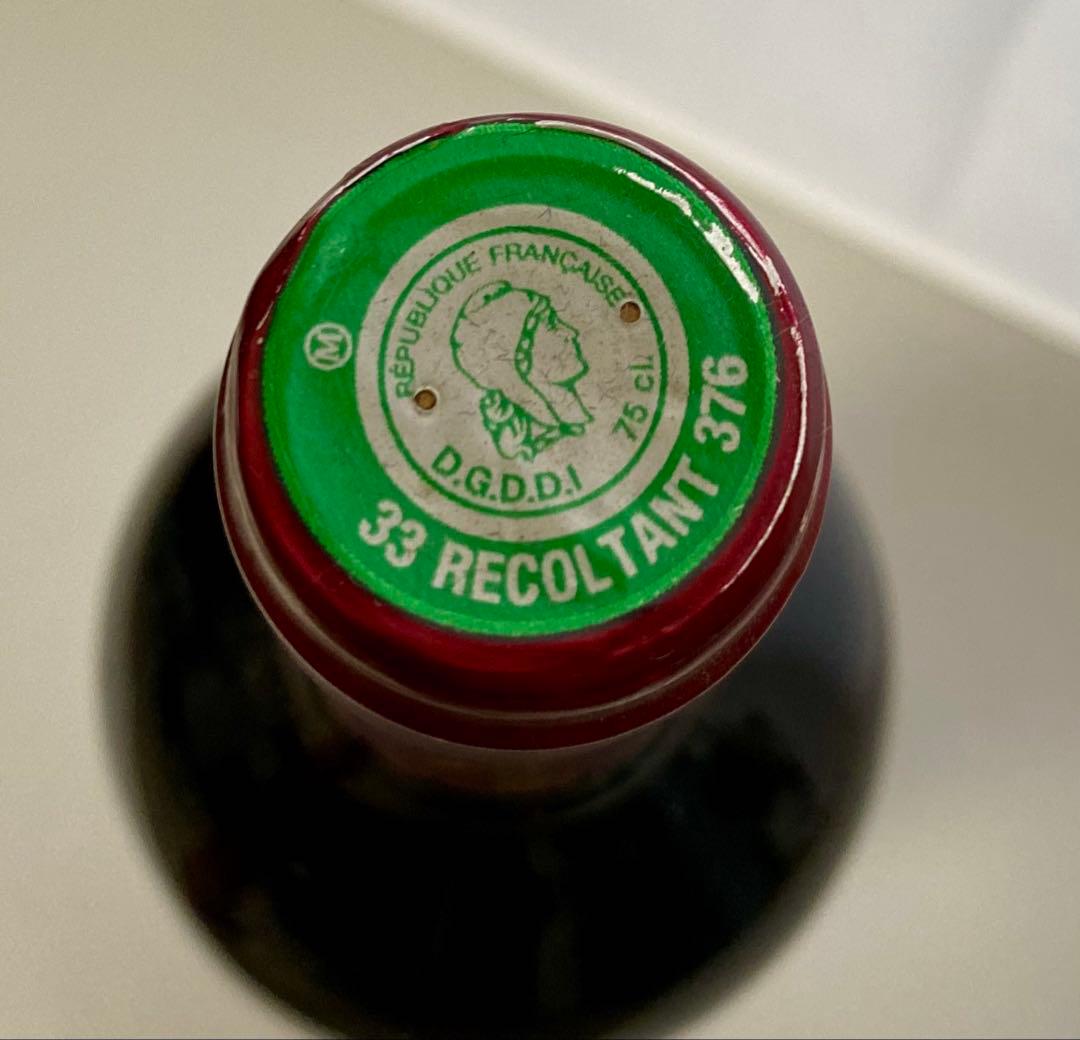 RÉPUBLIQUE FRANÇAISE
75 cl.
D.G.D.D.I
M
33 RECOLTANT 376